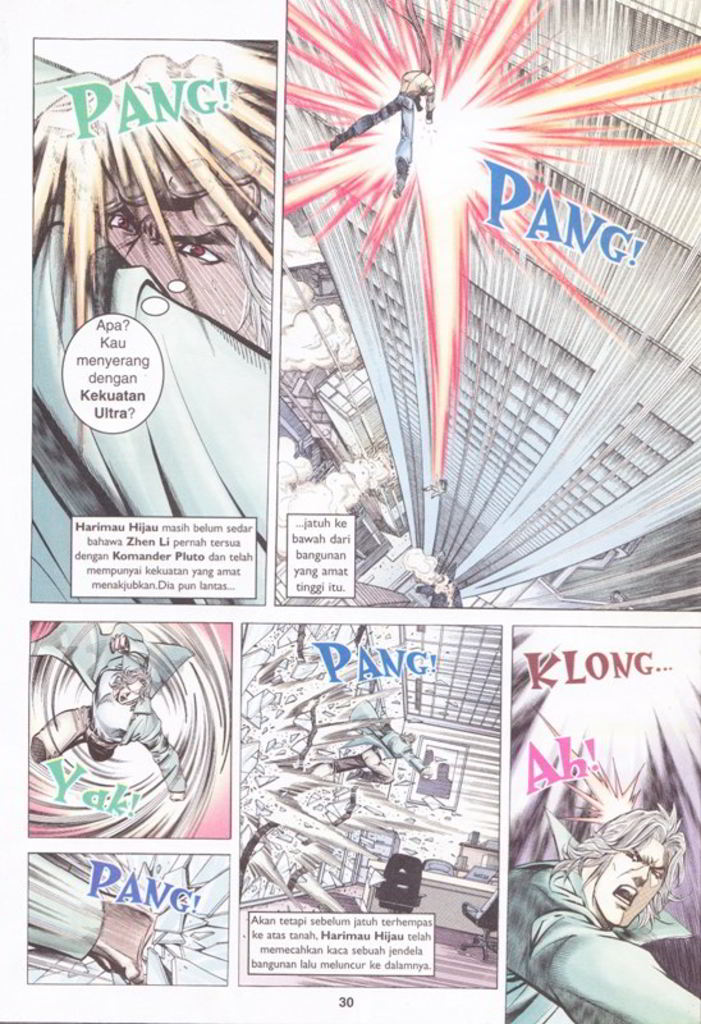 PANG!
Apa?
Kau
menyerang
dengan
Kekuatan
Ultra?
Harimau Hijau masih belum sedar
bahawa Zhen Li pernah tersua
dengan Komander Pluto dan telah
mempunyai kekuatan yang amat
menakjubkan.Dia pun lantas...
PANG!
...jatuh ke
bawah dari
bangunan
yang amat
tinggi itu.
Yak!
PANG!
PANG!
Akan tetapi sebelum jatuh terhempas
ke atas tanah, Harimau Hijau telah
memecahkan kaca sebuah jendela
bangunan lalu meluncur ke dalamnya.
KLONG...
Ah!
30